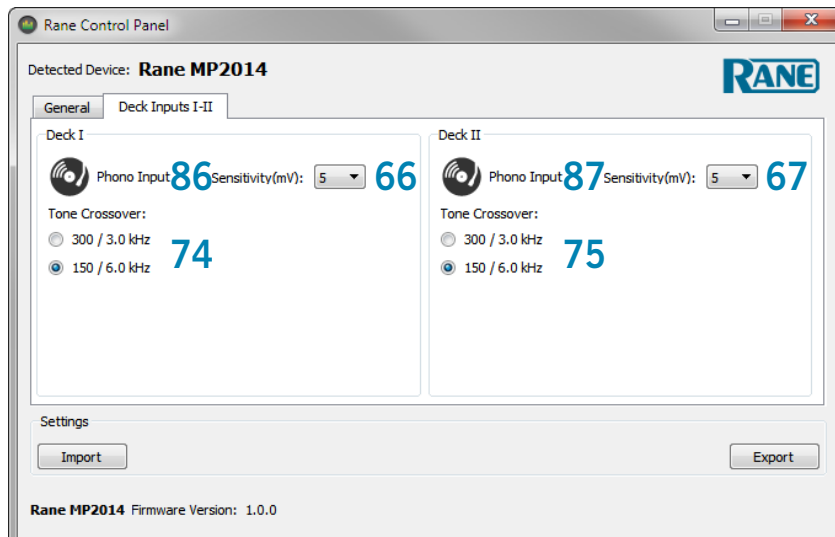 Rane Control Panel
Detected Device: Rane MP2014
RANE
General
Deck Inputs I-II
Deck I
Phono Input 86 Sensitivity(mV): 5 66
Tone Crossover:
300 / 3.0 kHz
150 / 6.0 kHz
74
Deck II
Phono Input 87 Sensitivity(mV): 5 67
Tone Crossover:
300 / 3.0 kHz
150 / 6.0 kHz
75
Settings
Import
Export
Rane MP2014 Firmware Version: 1.0.0